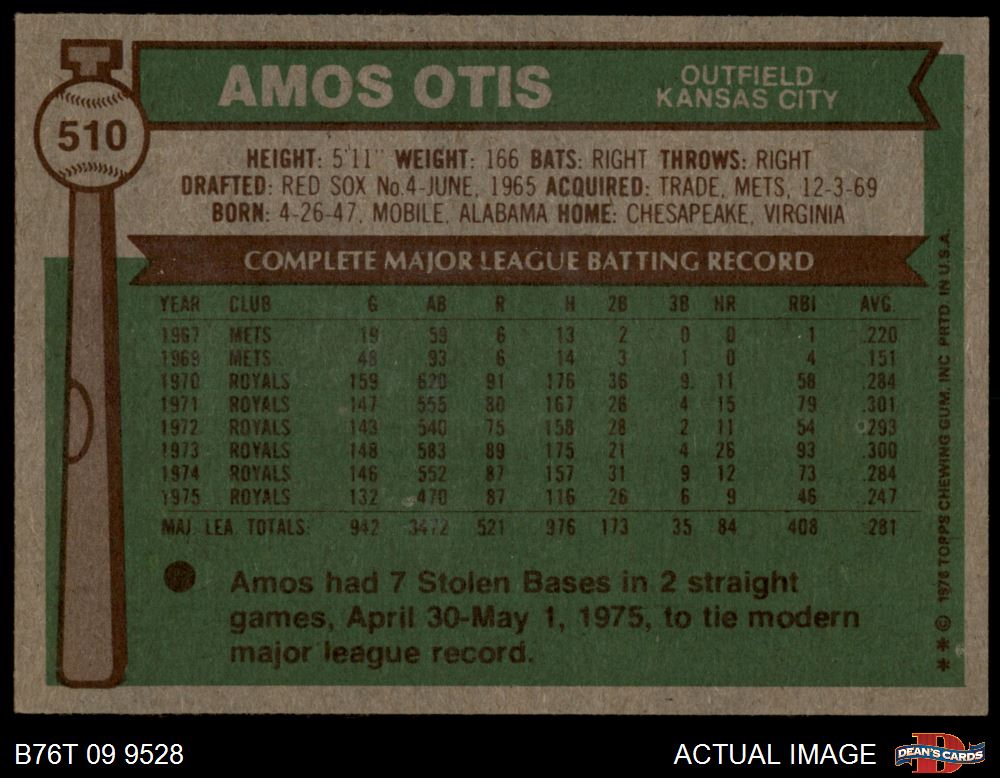 AMOS OTIS
OUTFIELD
KANSAS CITY
510
HEIGHT: 5'11" WEIGHT: 166 BATS: RIGHT THROWS: RIGHT
DRAFTED: RED SOX No.4-JUNE, 1965 ACQUIRED: TRADE, METS, 12-3-69
BORN: 4-26-47, MOBILE, ALABAMA HOME: CHESAPEAKE, VIRGINIA
COMPLETE MAJOR LEAGUE BATTING RECORD
YEAR CLUB G AB R H 2B 3B HR RBI AVG.
1967 METS 19 59 6 13 2 0 0 1 .220
1969 METS 48 93 6 14 3 1 0 4 .151
1970 ROYALS 159 620 91 176 36 9 11 58 .284
1971 ROYALS 147 555 80 167 26 4 15 79 .301
1972 ROYALS 143 540 75 158 28 2 11 54 .293
1973 ROYALS 148 583 89 175 21 4 26 93 .300
1974 ROYALS 146 552 87 157 31 9 12 73 .284
1975 ROYALS 132 470 87 116 26 6 9 46 .247
MAJ. LEA. TOTALS: 942 3472 521 976 173 35 84 408 .281
Amos had 7 Stolen Bases in 2 straight
games, April 30-May 1, 1975, to tie modern
major league record.
* * © 1976 TOPPS CHEWING GUM, INC. PRTD. IN U.S.A.
B76T 09 9528
ACTUAL IMAGE
DEAN'S CARDS